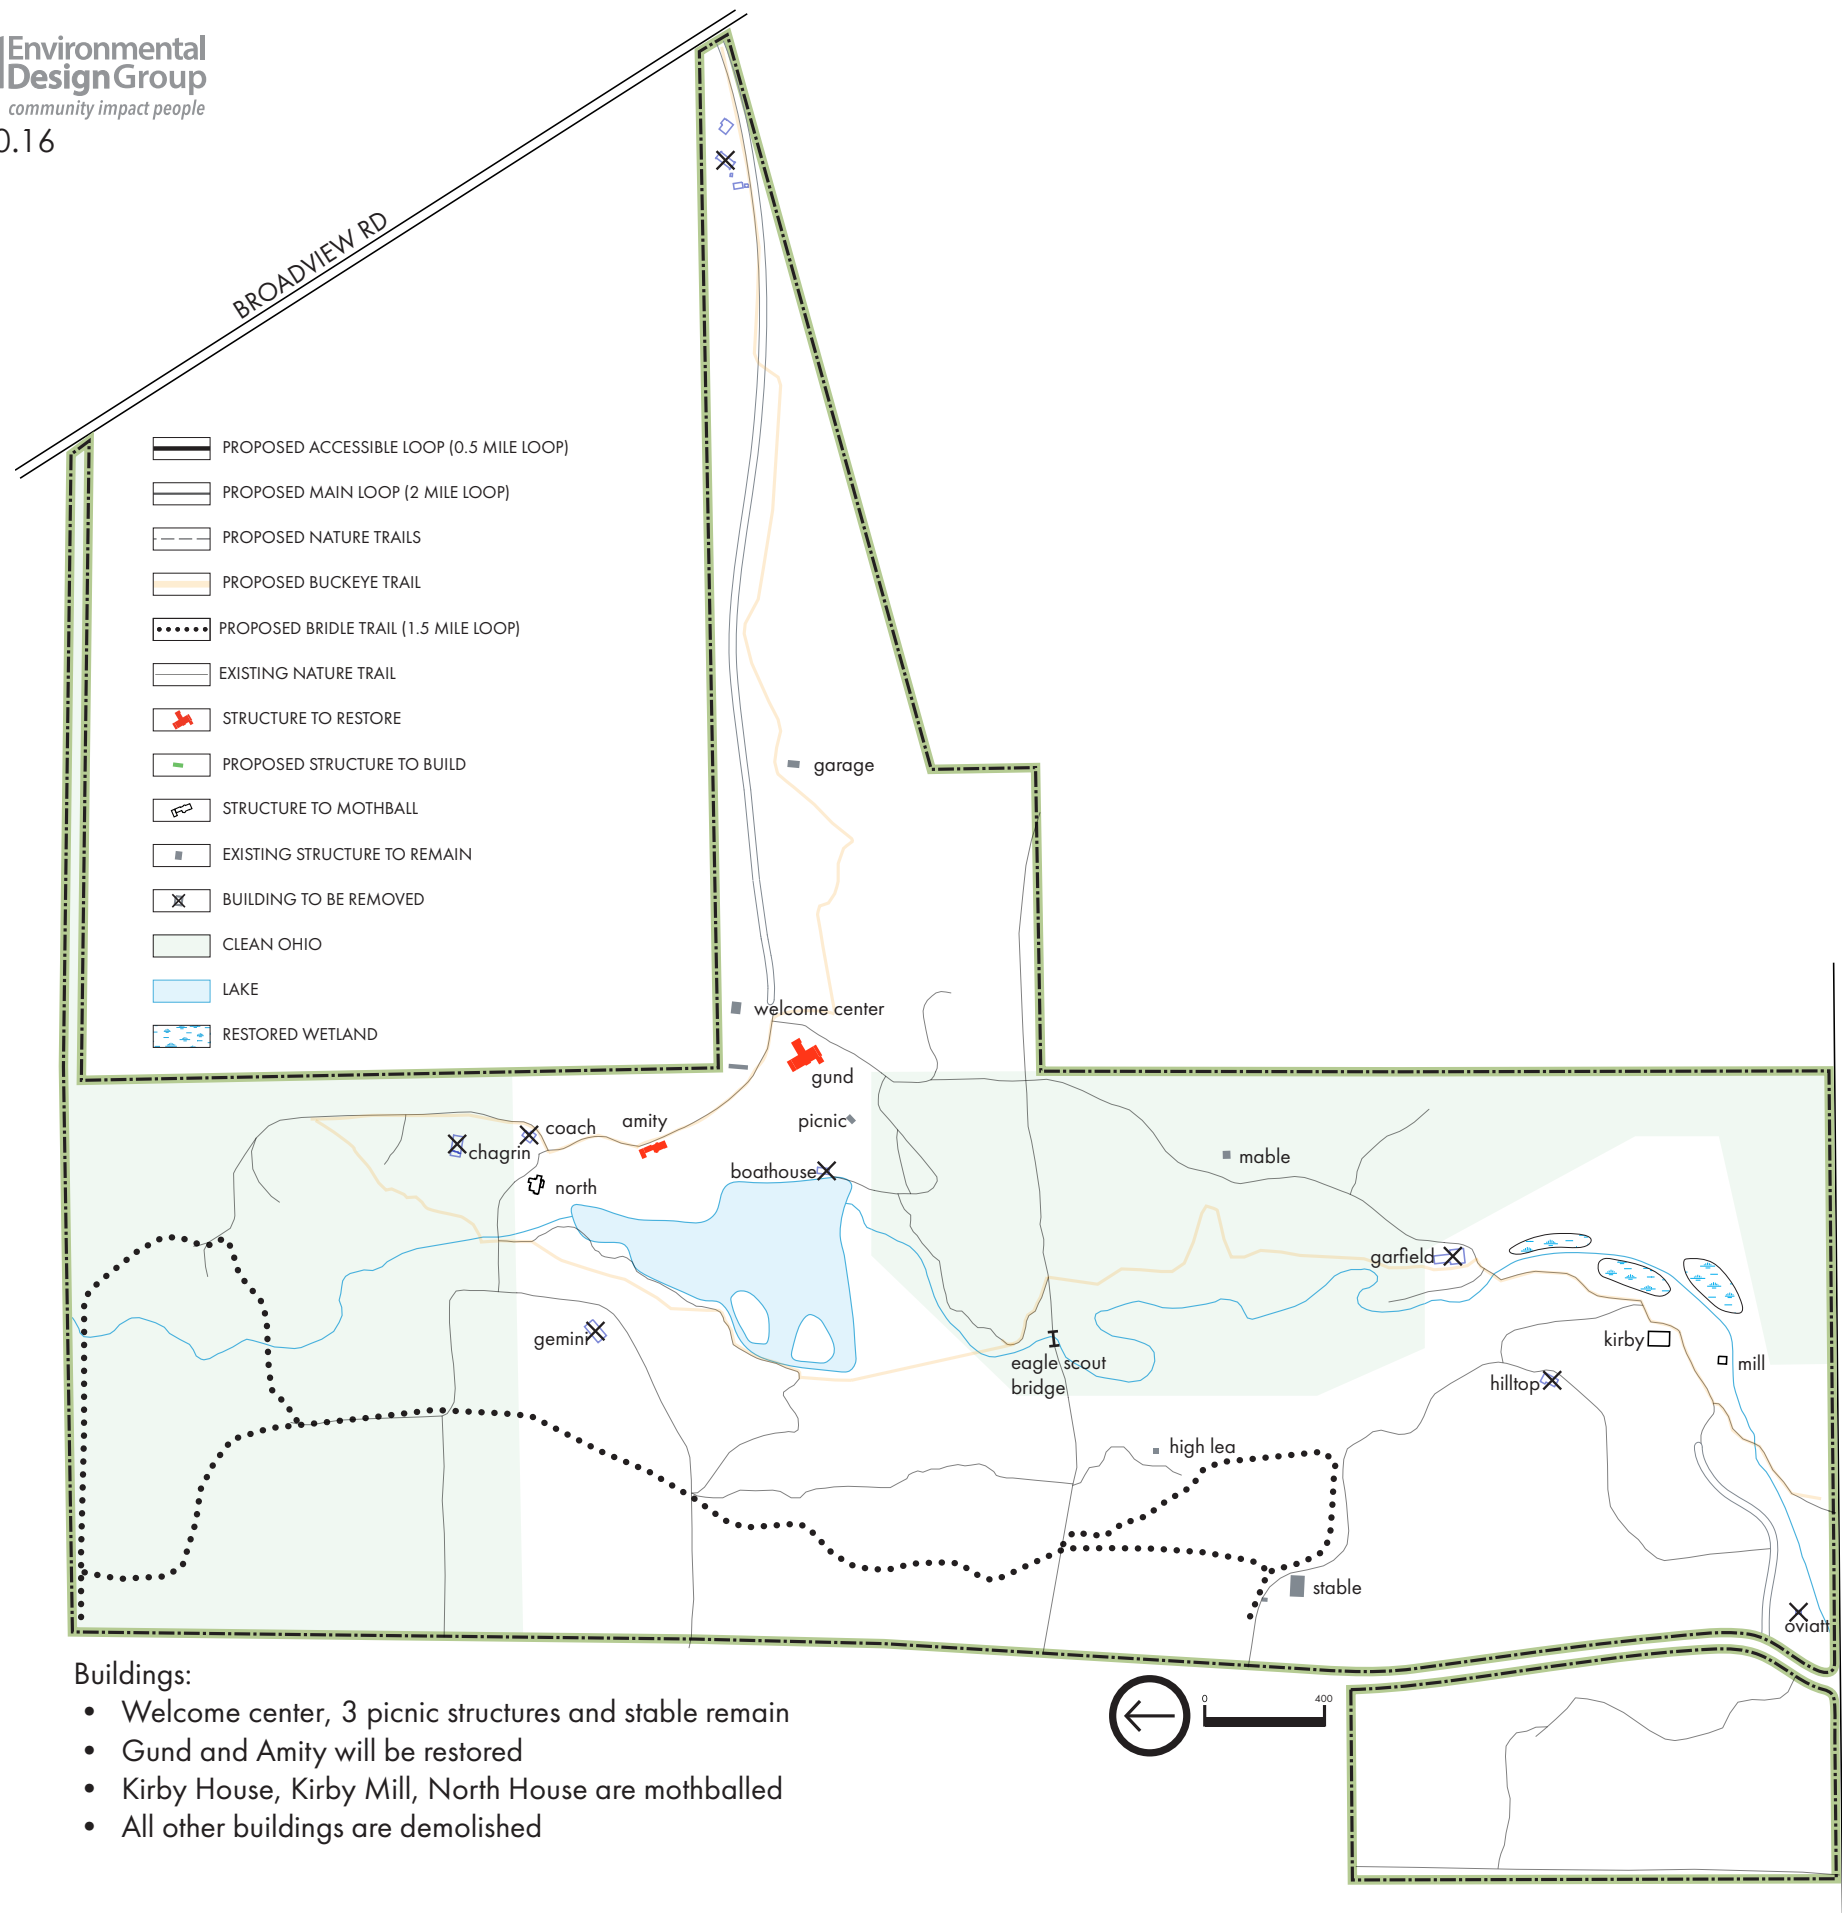 Environmental
DesignGroup
community impact people
0.16
BROADVIEW RD
PROPOSED ACCESSIBLE LOOP (0.5 MILE LOOP)
PROPOSED MAIN LOOP (2 MILE LOOP)
PROPOSED NATURE TRAILS
PROPOSED BUCKEYE TRAIL
PROPOSED BRIDLE TRAIL (1.5 MILE LOOP)
EXISTING NATURE TRAIL
STRUCTURE TO RESTORE
PROPOSED STRUCTURE TO BUILD
STRUCTURE TO MOTHBALL
EXISTING STRUCTURE TO REMAIN
BUILDING TO BE REMOVED
CLEAN OHIO
LAKE
RESTORED WETLAND
garage
welcome center
gund
picnic
amity
coach
chagrin
north
boathouse
mable
garfield
gemini
eagle scout
bridge
kirby
mill
hilltop
high lea
stable
oviatt
Buildings:
• Welcome center, 3 picnic structures and stable remain
• Gund and Amity will be restored
• Kirby House, Kirby Mill, North House are mothballed
• All other buildings are demolished
0 400